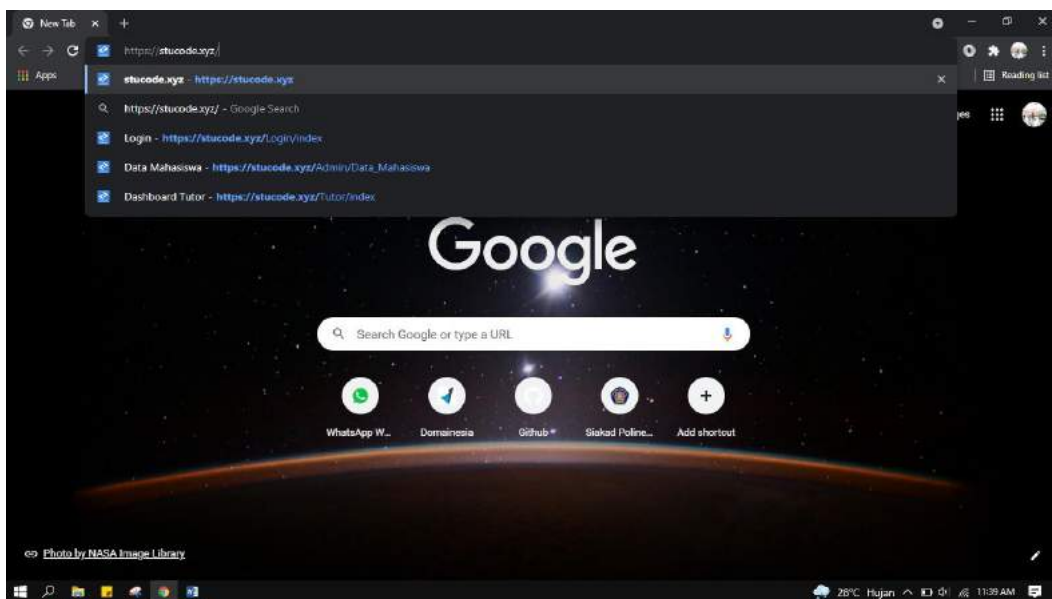 New Tab
https://stucode.xyz/
Apps
Reading list
stucode.xyz - https://stucode.xyz
https://stucode.xyz/ - Google Search
Login - https://stucode.xyz/Login/index
Data Mahasiswa - https://stucode.xyz/Admin/Data_Mahasiswa
Dashboard Tutor - https://stucode.xyz/Tutor/index
Google
Search Google or type a URL
WhatsApp W...
Domainesia
Github
Siakad Poline...
Add shortcut
Photo by NASA Image Library
28°C Hujan
11:39 AM